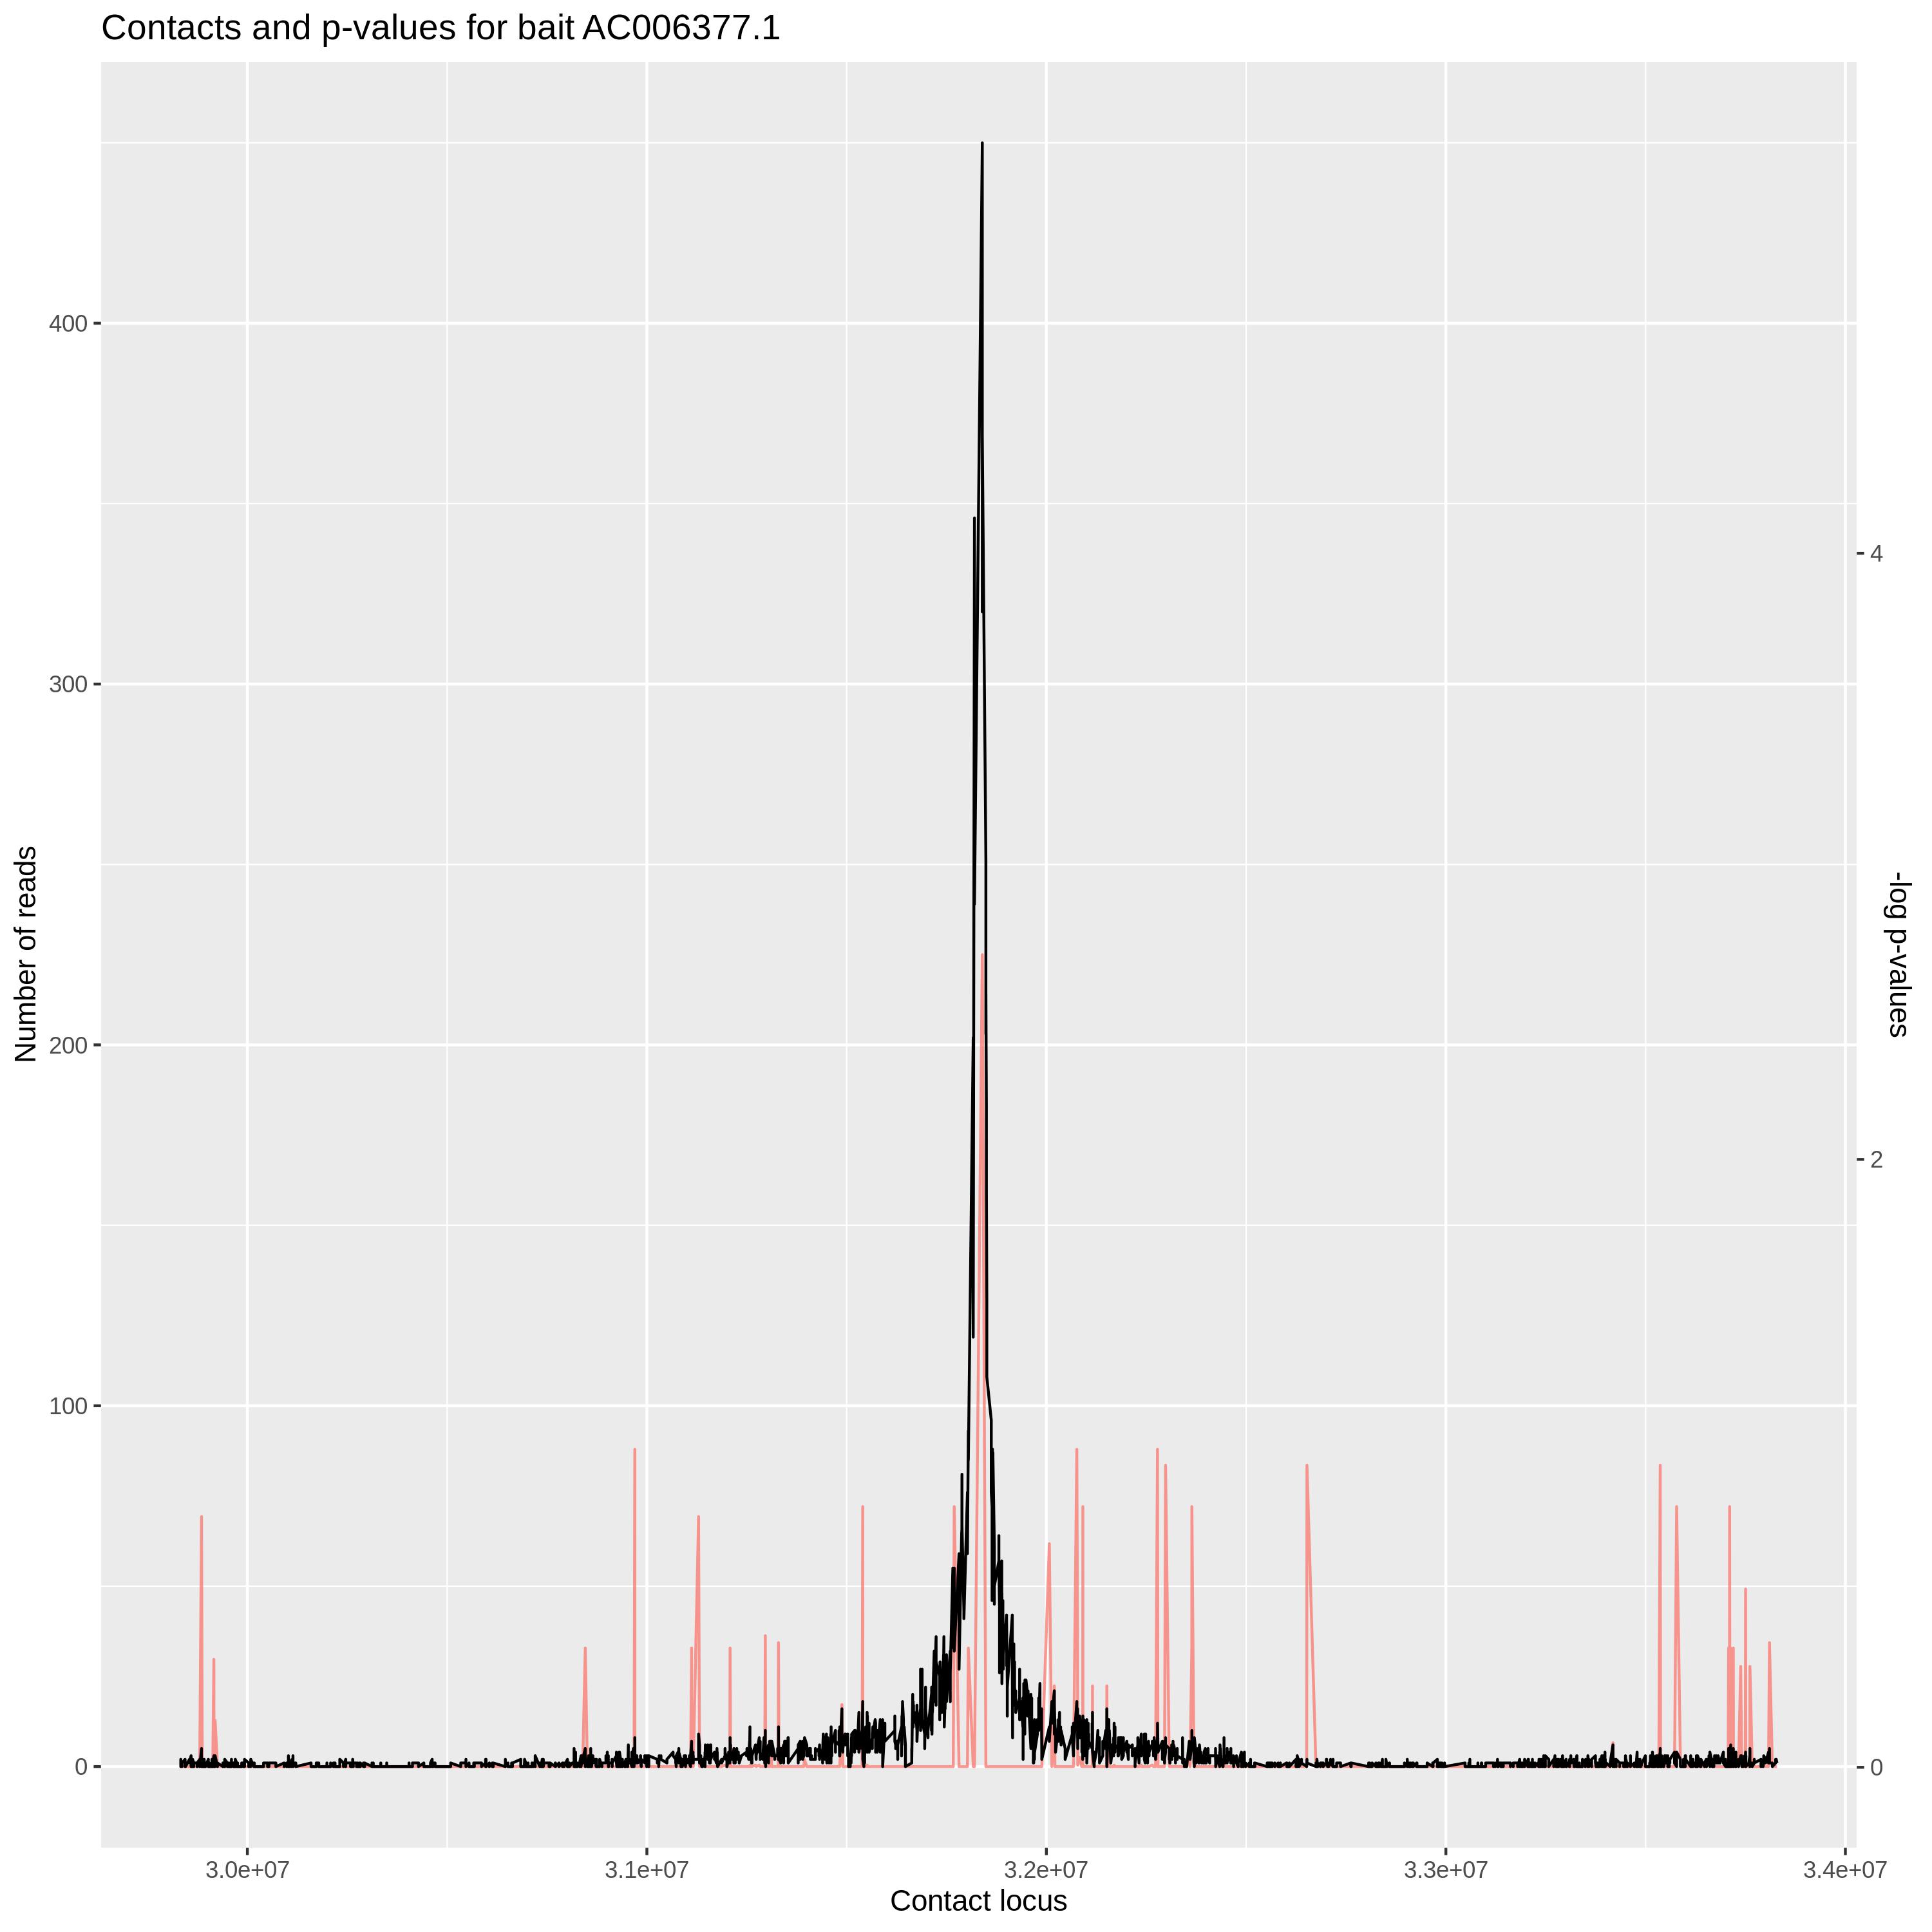 Contacts and p-values for bait AC006377.1
400
300
200
100
0
Number of reads
4
2
0
-log p-values
3.0e+07
3.1e+07
3.2e+07
3.3e+07
3.4e+07
Contact locus